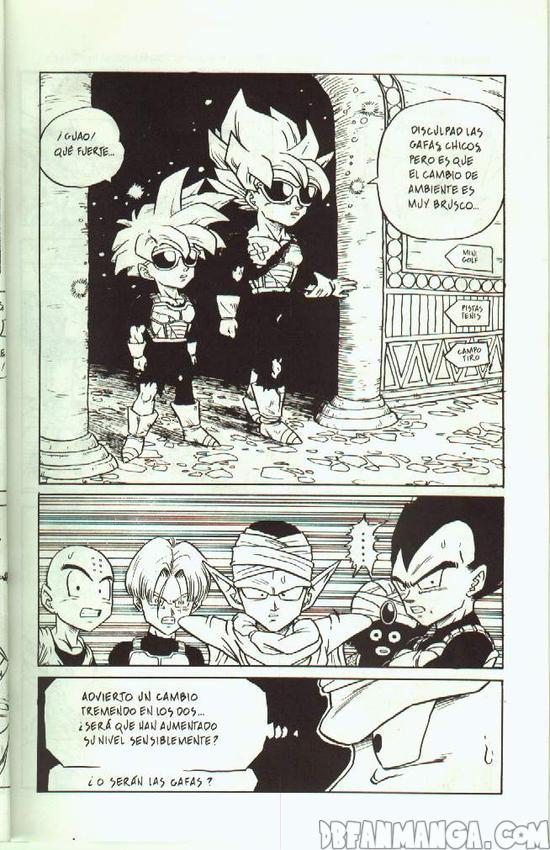 ¡GUAO!
QUÉ FUERTE...
DISCULPAD LAS
GAFAS, CHICOS,
PERO ES QUE
EL CAMBIO DE
AMBIENTE ES
MUY BRUSCO...
MINI
GOLF
PISTAS
TENIS
CAMPO
TIRO
ADVIERTO UN CAMBIO
TREMENDO EN LOS DOS...
¿SERÁ QUE HAN AUMENTADO
SU NIVEL SENSIBLEMENTE?
¿O SERÁN LAS GAFAS?
DBFANMANGA.COM